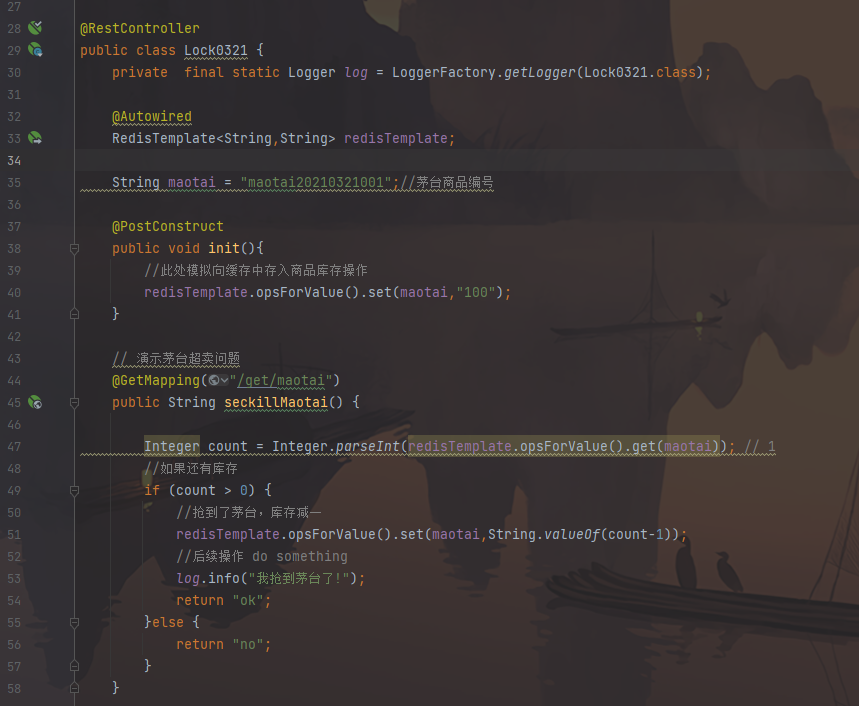 27
28 @RestController
29 public class Lock0321 {
30 private  final static Logger log = LoggerFactory.getLogger(Lock0321.class);
31
32 @Autowired
33 RedisTemplate<String,String> redisTemplate;
34
35 String maotai = "maotai20210321001";//茅台商品编号
36
37 @PostConstruct
38 public void init(){
39 //此处模拟向缓存中存入商品库存操作
40 redisTemplate.opsForValue().set(maotai,"100");
41 }
42
43 // 演示茅台超卖问题
44 @GetMapping("/get/maotai")
45 public String seckillMaotai() {
46
47 Integer count = Integer.parseInt(redisTemplate.opsForValue().get(maotai)); // 1
48 //如果还有库存
49 if (count > 0) {
50 //抢到了茅台，库存减一
51 redisTemplate.opsForValue().set(maotai,String.valueOf(count-1));
52 //后续操作 do something
53 log.info("我抢到茅台了!");
54 return "ok";
55 }else {
56 return "no";
57 }
58 }